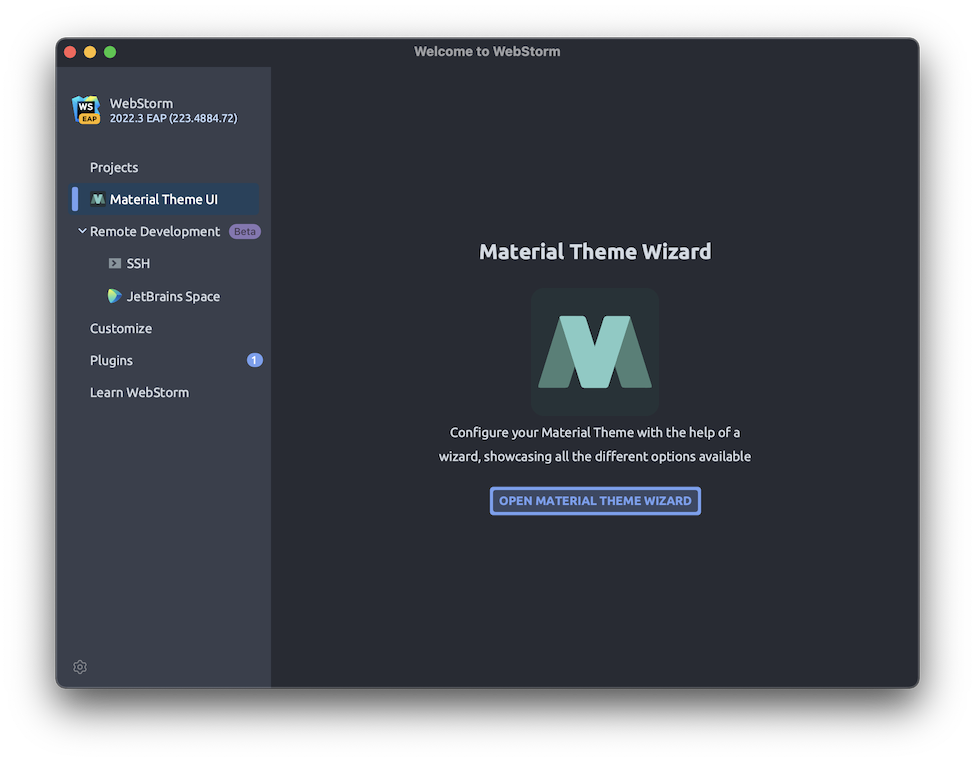 Welcome to WebStorm
WS
EAP
WebStorm
2022.3 EAP (223.4884.72)
Projects
Material Theme UI
Remote Development Beta
SSH
JetBrains Space
Customize
Plugins 1
Learn WebStorm
Material Theme Wizard
Configure your Material Theme with the help of a
wizard, showcasing all the different options available
OPEN MATERIAL THEME WIZARD